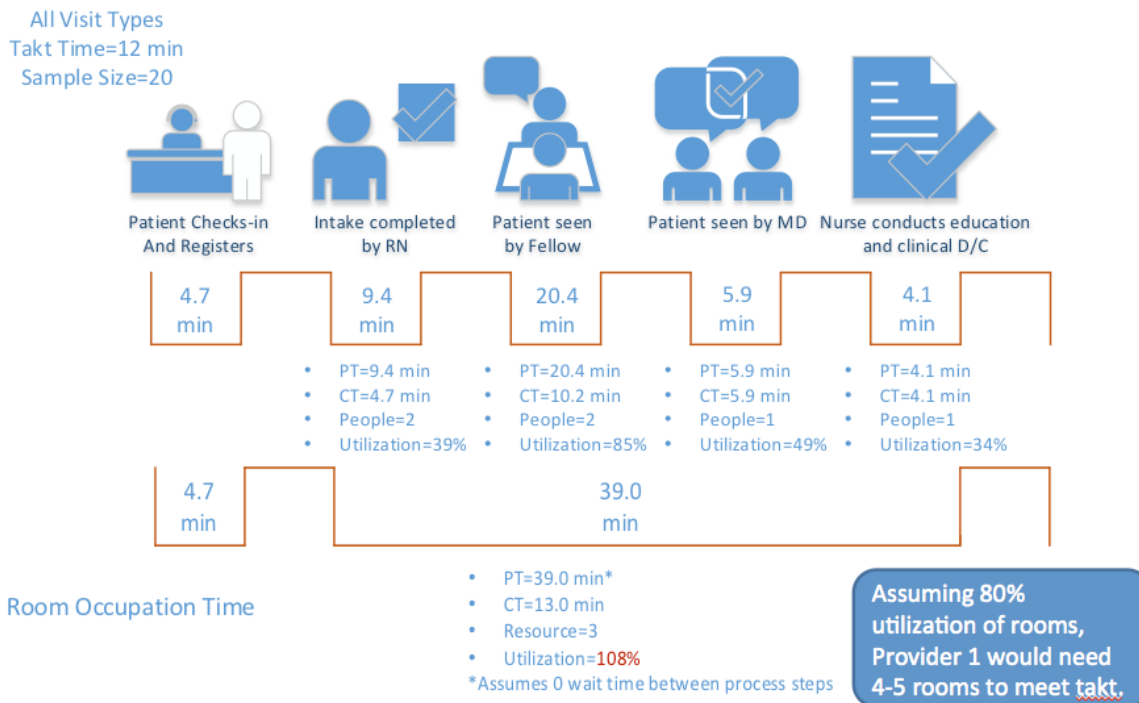 All Visit Types
Takt Time=12 min
Sample Size=20
Patient Checks-in
And Registers
Intake completed
by RN
Patient seen
by Fellow
Patient seen by MD
Nurse conducts education
and clinical D/C
4.7
min
9.4
min
20.4
min
5.9
min
4.1
min
• PT=9.4 min
• CT=4.7 min
• People=2
• Utilization=39%
• PT=20.4 min
• CT=10.2 min
• People=2
• Utilization=85%
• PT=5.9 min
• CT=5.9 min
• People=1
• Utilization=49%
• PT=4.1 min
• CT=4.1 min
• People=1
• Utilization=34%
4.7
min
39.0
min
Room Occupation Time
• PT=39.0 min*
• CT=13.0 min
• Resource=3
• Utilization=108%
*Assumes 0 wait time between process steps
Assuming 80%
utilization of rooms,
Provider 1 would need
4-5 rooms to meet takt.